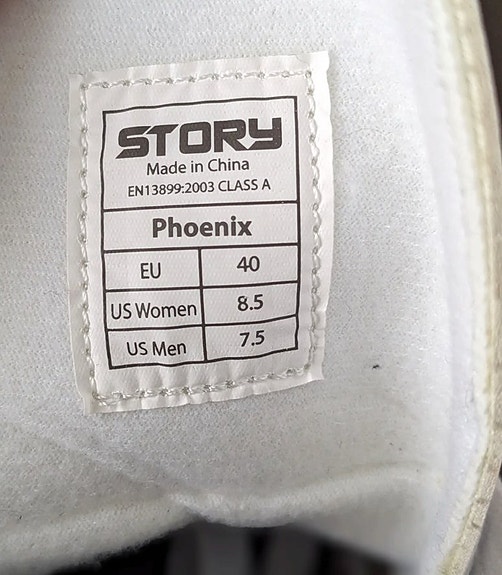 STORY
Made in China
EN13899:2003 CLASS A
Phoenix
EU 40
US Women 8.5
US Men 7.5